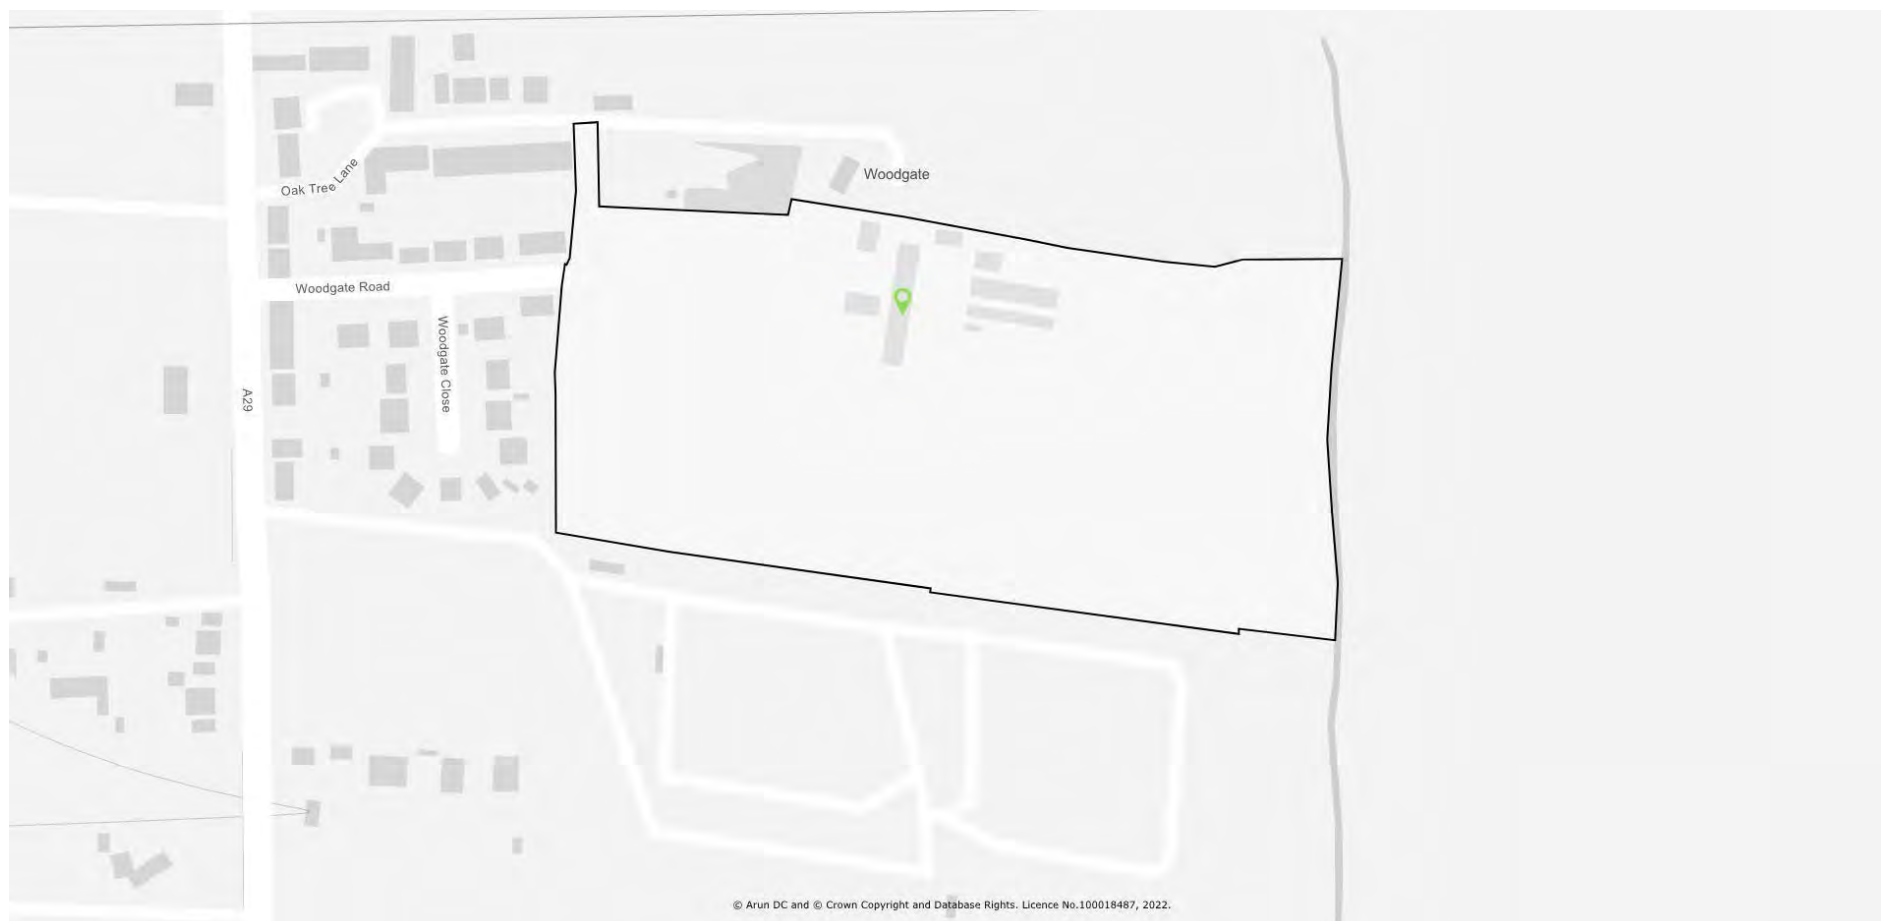 Woodgate
Oak Tree Lane
Woodgate Road
Woodgate Close
A29
© Arun DC and © Crown Copyright and Database Rights. Licence No.100018487, 2022.